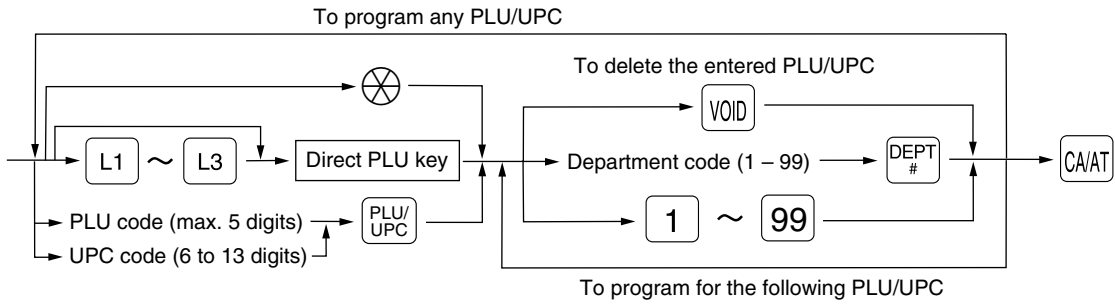 To program any PLU/UPC
To delete the entered PLU/UPC
VOID
L1 ～ L3 Direct PLU key Department code (1 – 99) DEPT # CA/AT
PLU code (max. 5 digits) PLU/ UPC 1 ～ 99
UPC code (6 to 13 digits)
To program for the following PLU/UPC